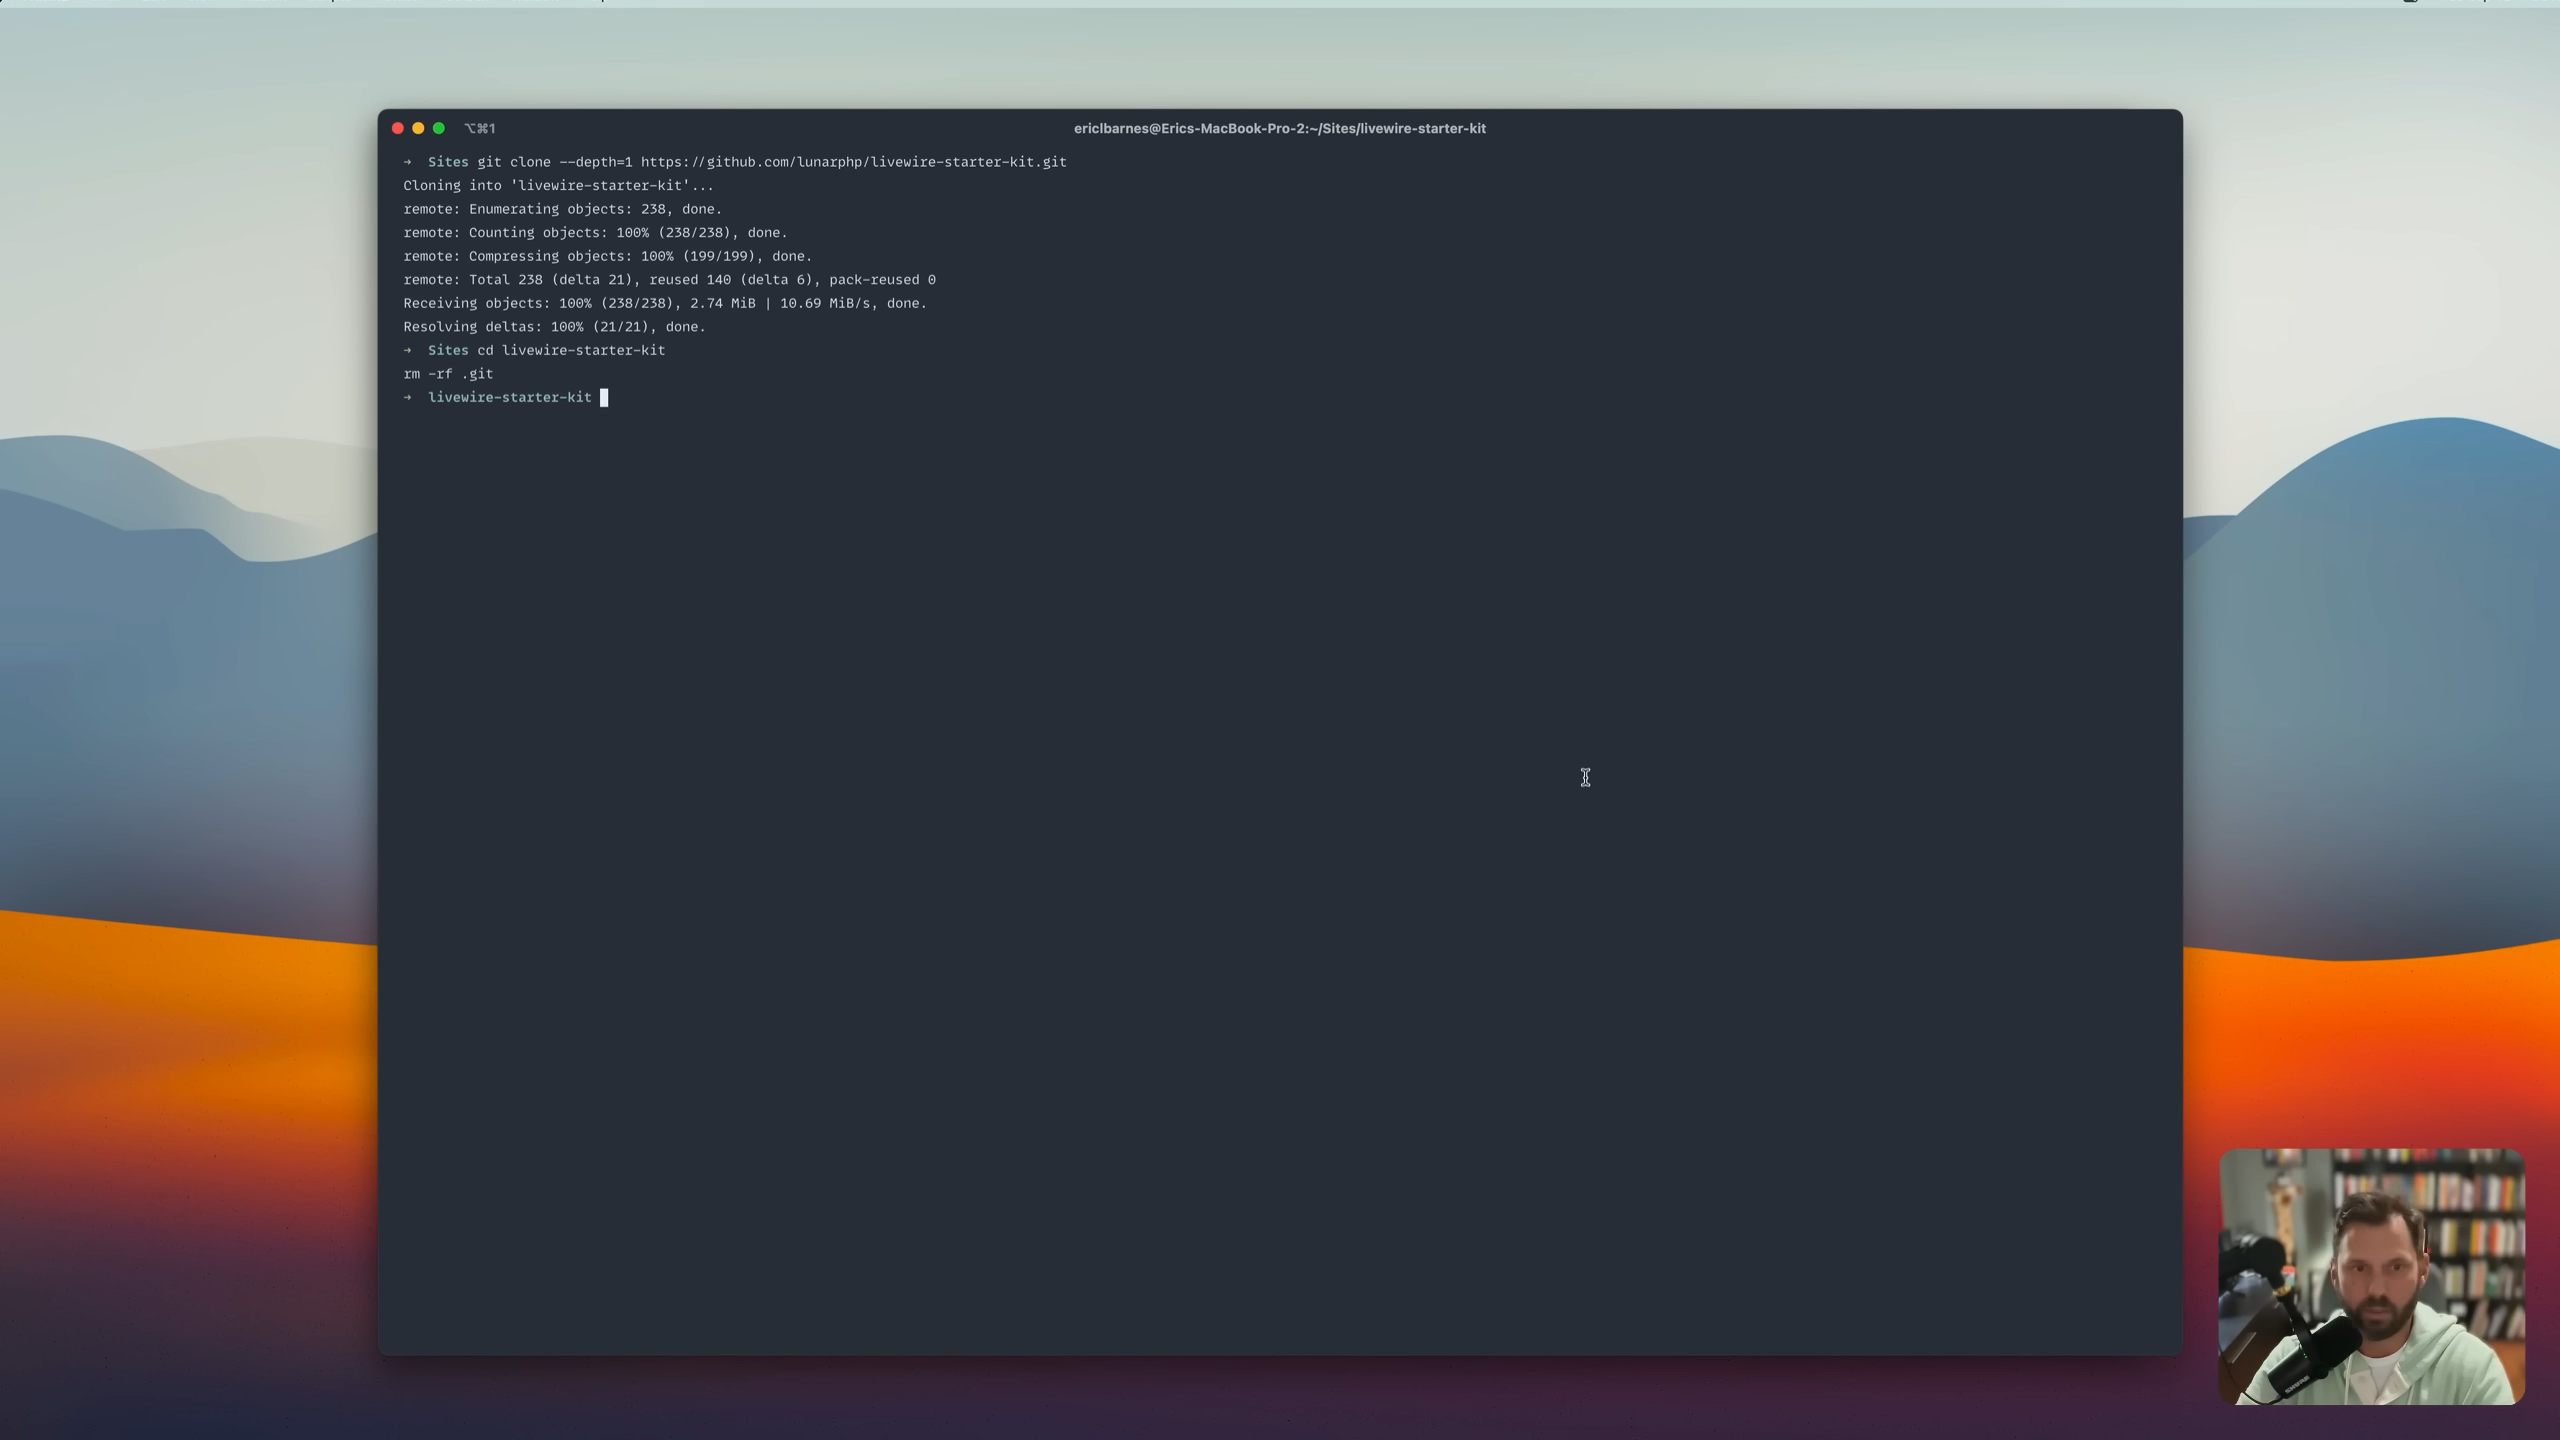 ⌥⌘1
ericlbarnes@Erics-MacBook-Pro-2:~/Sites/livewire-starter-kit
→ Sites git clone --depth=1 https://github.com/lunarphp/livewire-starter-kit.git
Cloning into 'livewire-starter-kit'...
remote: Enumerating objects: 238, done.
remote: Counting objects: 100% (238/238), done.
remote: Compressing objects: 100% (199/199), done.
remote: Total 238 (delta 21), reused 140 (delta 6), pack-reused 0
Receiving objects: 100% (238/238), 2.74 MiB | 10.69 MiB/s, done.
Resolving deltas: 100% (21/21), done.
→ Sites cd livewire-starter-kit
rm -rf .git
→ livewire-starter-kit